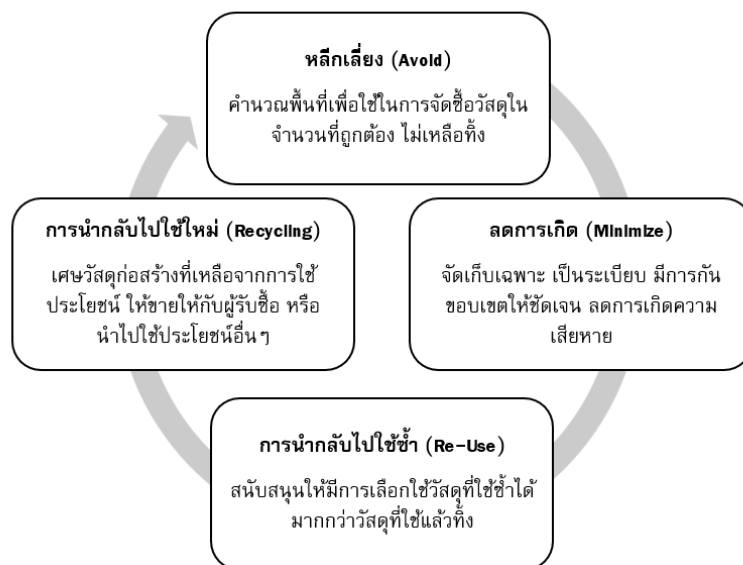 หลีกเลี่ยง (Avoid)
คำนวณพื้นที่เพื่อใช้ในการจัดซื้อวัสดุใน
จำนวนที่ถูกต้อง ไม่เหลือทิ้ง
ลดการเกิด (Minimize)
จัดเก็บเฉพาะ เป็นระเบียบ มีการกัน
ขอบเขตให้ชัดเจน ลดการเกิดความ
เสียหาย
การนำกลับไปใช้ซ้ำ (Re-Use)
สนับสนุนให้มีการเลือกใช้วัสดุที่ใช้ซ้ำได้
มากกว่าวัสดุที่ใช้แล้วทิ้ง
การนำกลับไปใช้ใหม่ (Recycling)
เศษวัสดุก่อสร้างที่เหลือจากการใช้
ประโยชน์ ให้ขายให้กับผู้รับซื้อ หรือ
นำไปใช้ประโยชน์อื่นๆ